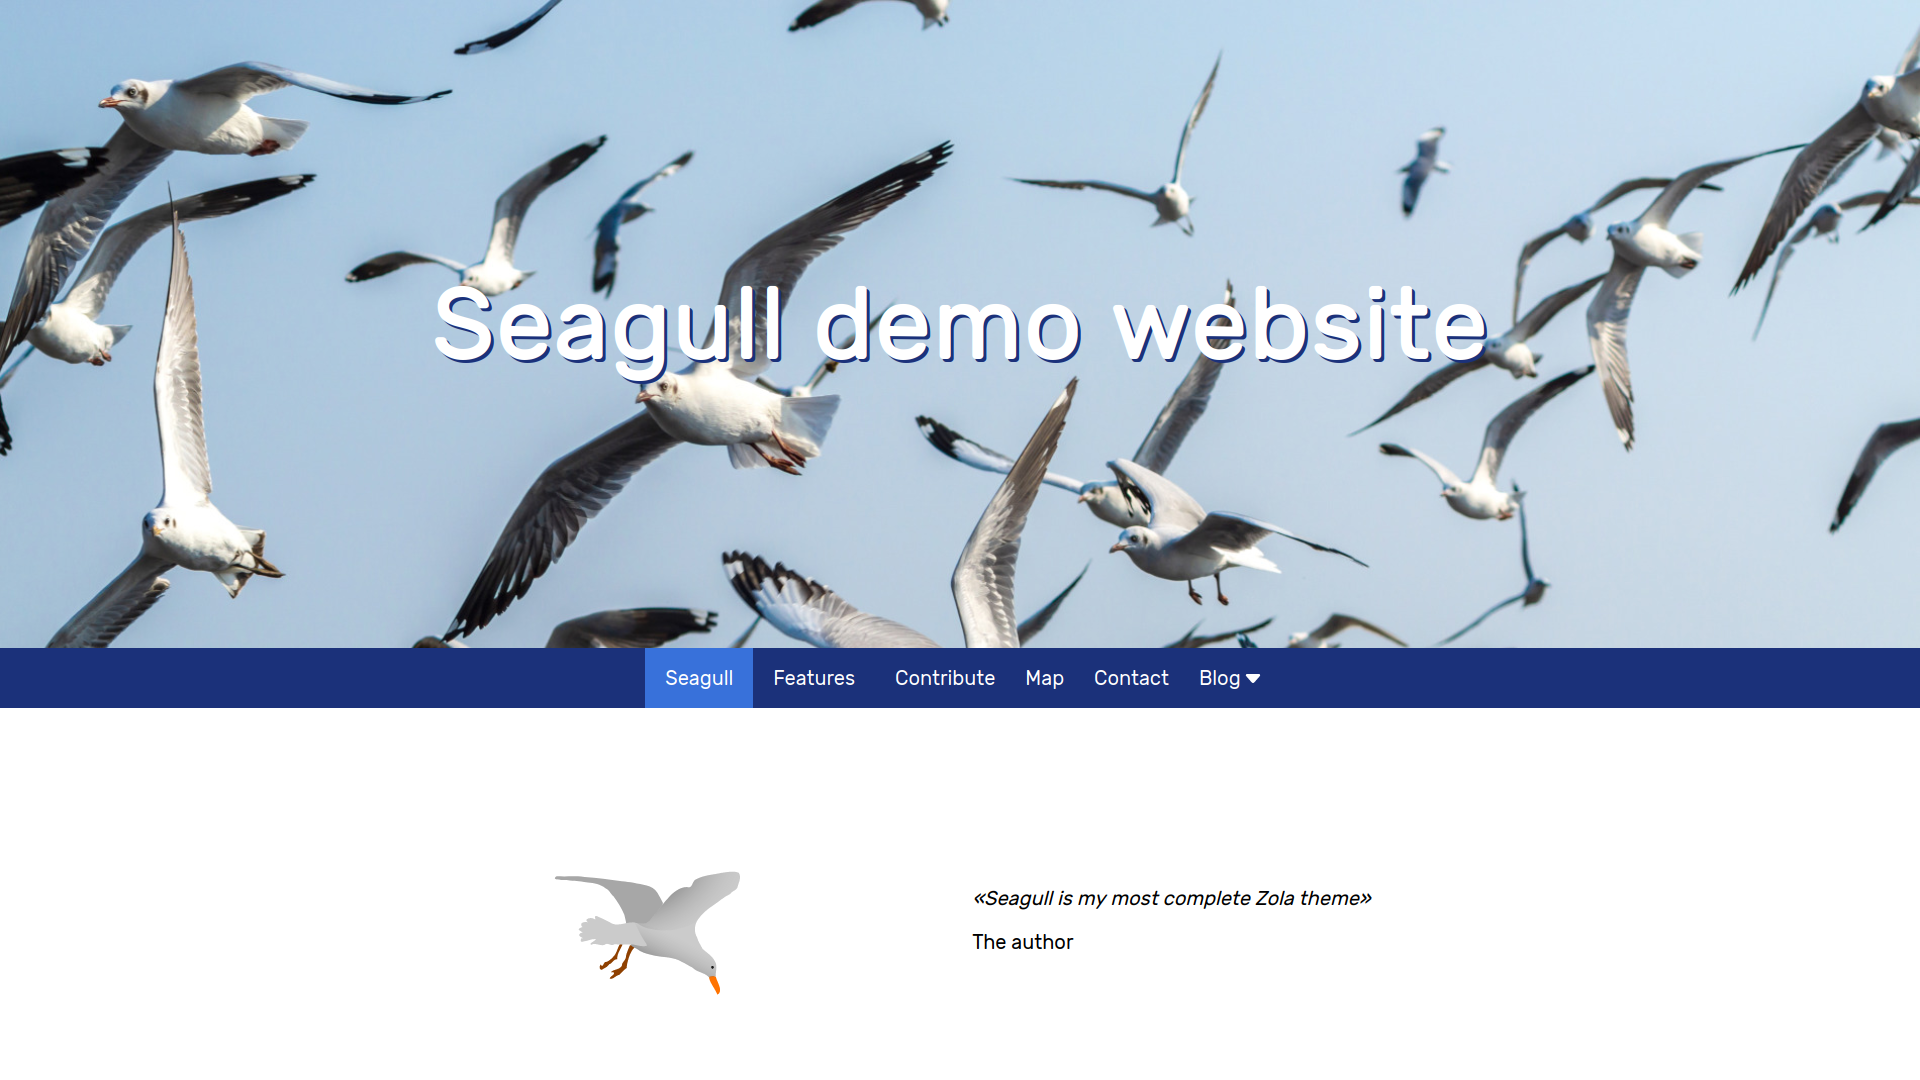 Seagull demo website
Seagull Features Contribute Map Contact Blog
«Seagull is my most complete Zola theme»
The author